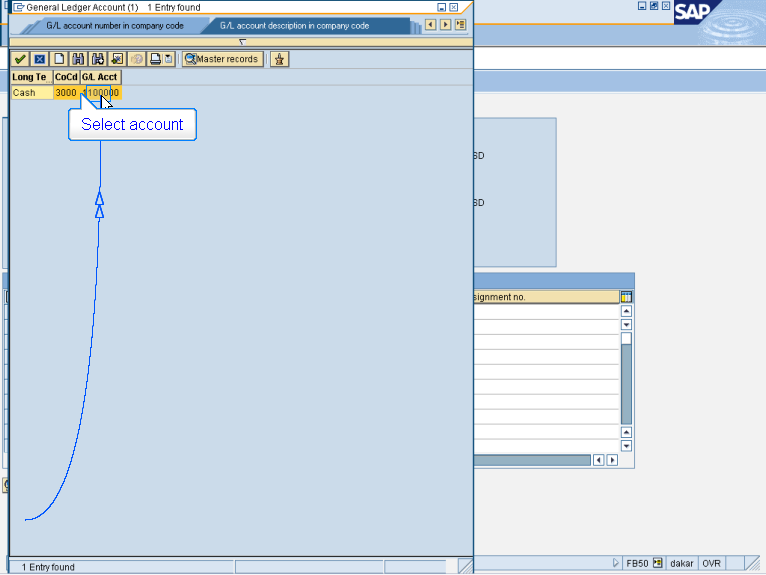 General Ledger Account (1) 1 Entry found
SAP
G/L account number in company code G/L account description in company code
Master records
Long Te CoCd G/L Acct
Cash 3000 100000
Select account
SD
SD
signment no.
1 Entry found
FB50 dakar OVR